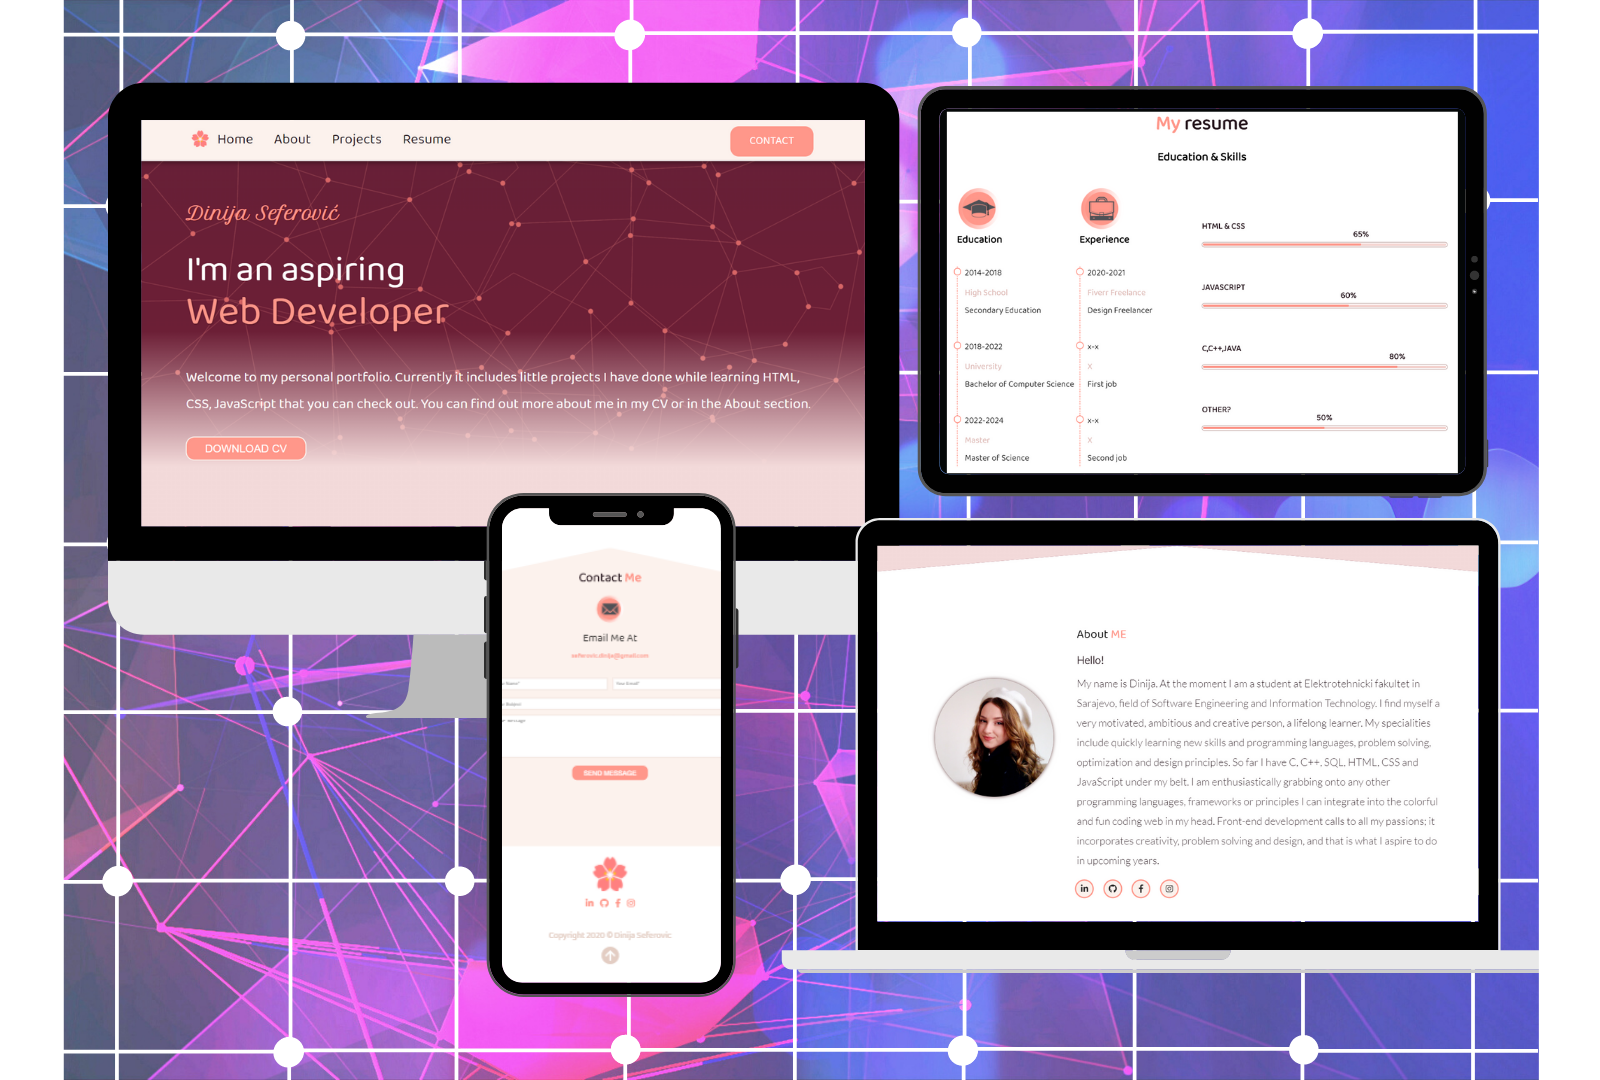 Home About Projects Resume CONTACT
Dinija Seferović
I'm an aspiring
Web Developer
Welcome to my personal portfolio. Currently it includes little projects I have done while learning HTML,
CSS, JavaScript that you can check out. You can find out more about me in my CV or in the About section.
DOWNLOAD CV
My resume
Education & Skills
Education
2014-2018
High School
Secondary Education
2018-2022
University
Bachelor of Computer Science
2022-2024
Master
Master of Science
Experience
2020-2021
Fiverr Freelance
Design Freelancer
x-x
X
First job
x-x
X
Second job
HTML & CSS
65%
JAVASCRIPT
60%
C,C++,JAVA
80%
OTHER?
50%
Contact Me
Email Me At
Name* Your Email*
Subject
message
SEND MESSAGE
Copyright 2020 © Dinija Seferovic
About ME
Hello!
My name is Dinija. At the moment I am a student at Elektrotehnicki fakultet in
Sarajevo, field of Software Engineering and Information Technology. I find myself a
very motivated, ambitious and creative person, a lifelong learner. My specialities
include quickly learning new skills and programming languages, problem solving,
optimization and design principles. So far I have C, C++, SQL, HTML, CSS and
JavaScript under my belt. I am enthusiastically grabbing onto any other
programming languages, frameworks or principles I can integrate into the colorful
and fun coding web in my head. Front-end development calls to all my passions; it
incorporates creativity, problem solving and design, and that is what I aspire to do
in upcoming years.